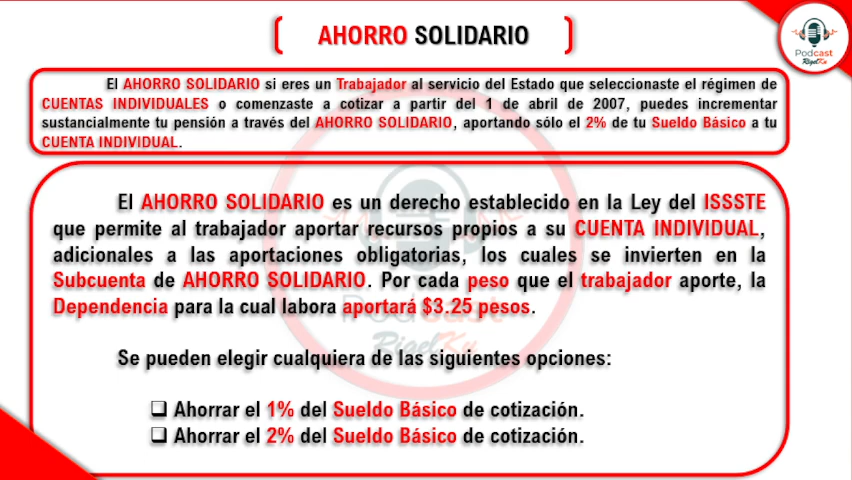 AHORRO SOLIDARIO
Podcast
RigelKu
El AHORRO SOLIDARIO si eres un Trabajador al servicio del Estado que seleccionaste el régimen de
CUENTAS INDIVIDUALES o comenzaste a cotizar a partir del 1 de abril de 2007, puedes incrementar
sustancialmente tu pensión a través del AHORRO SOLIDARIO, aportando sólo el 2% de tu Sueldo Básico a tu
CUENTA INDIVIDUAL.
El AHORRO SOLIDARIO es un derecho establecido en la Ley del ISSSTE
que permite al trabajador aportar recursos propios a su CUENTA INDIVIDUAL,
adicionales a las aportaciones obligatorias, los cuales se invierten en la
Subcuenta de AHORRO SOLIDARIO. Por cada peso que el trabajador aporte, la
Dependencia para la cual labora aportará $3.25 pesos.
Podcast
RigelKu
Se pueden elegir cualquiera de las siguientes opciones:
❑ Ahorrar el 1% del Sueldo Básico de cotización.
❑ Ahorrar el 2% del Sueldo Básico de cotización.